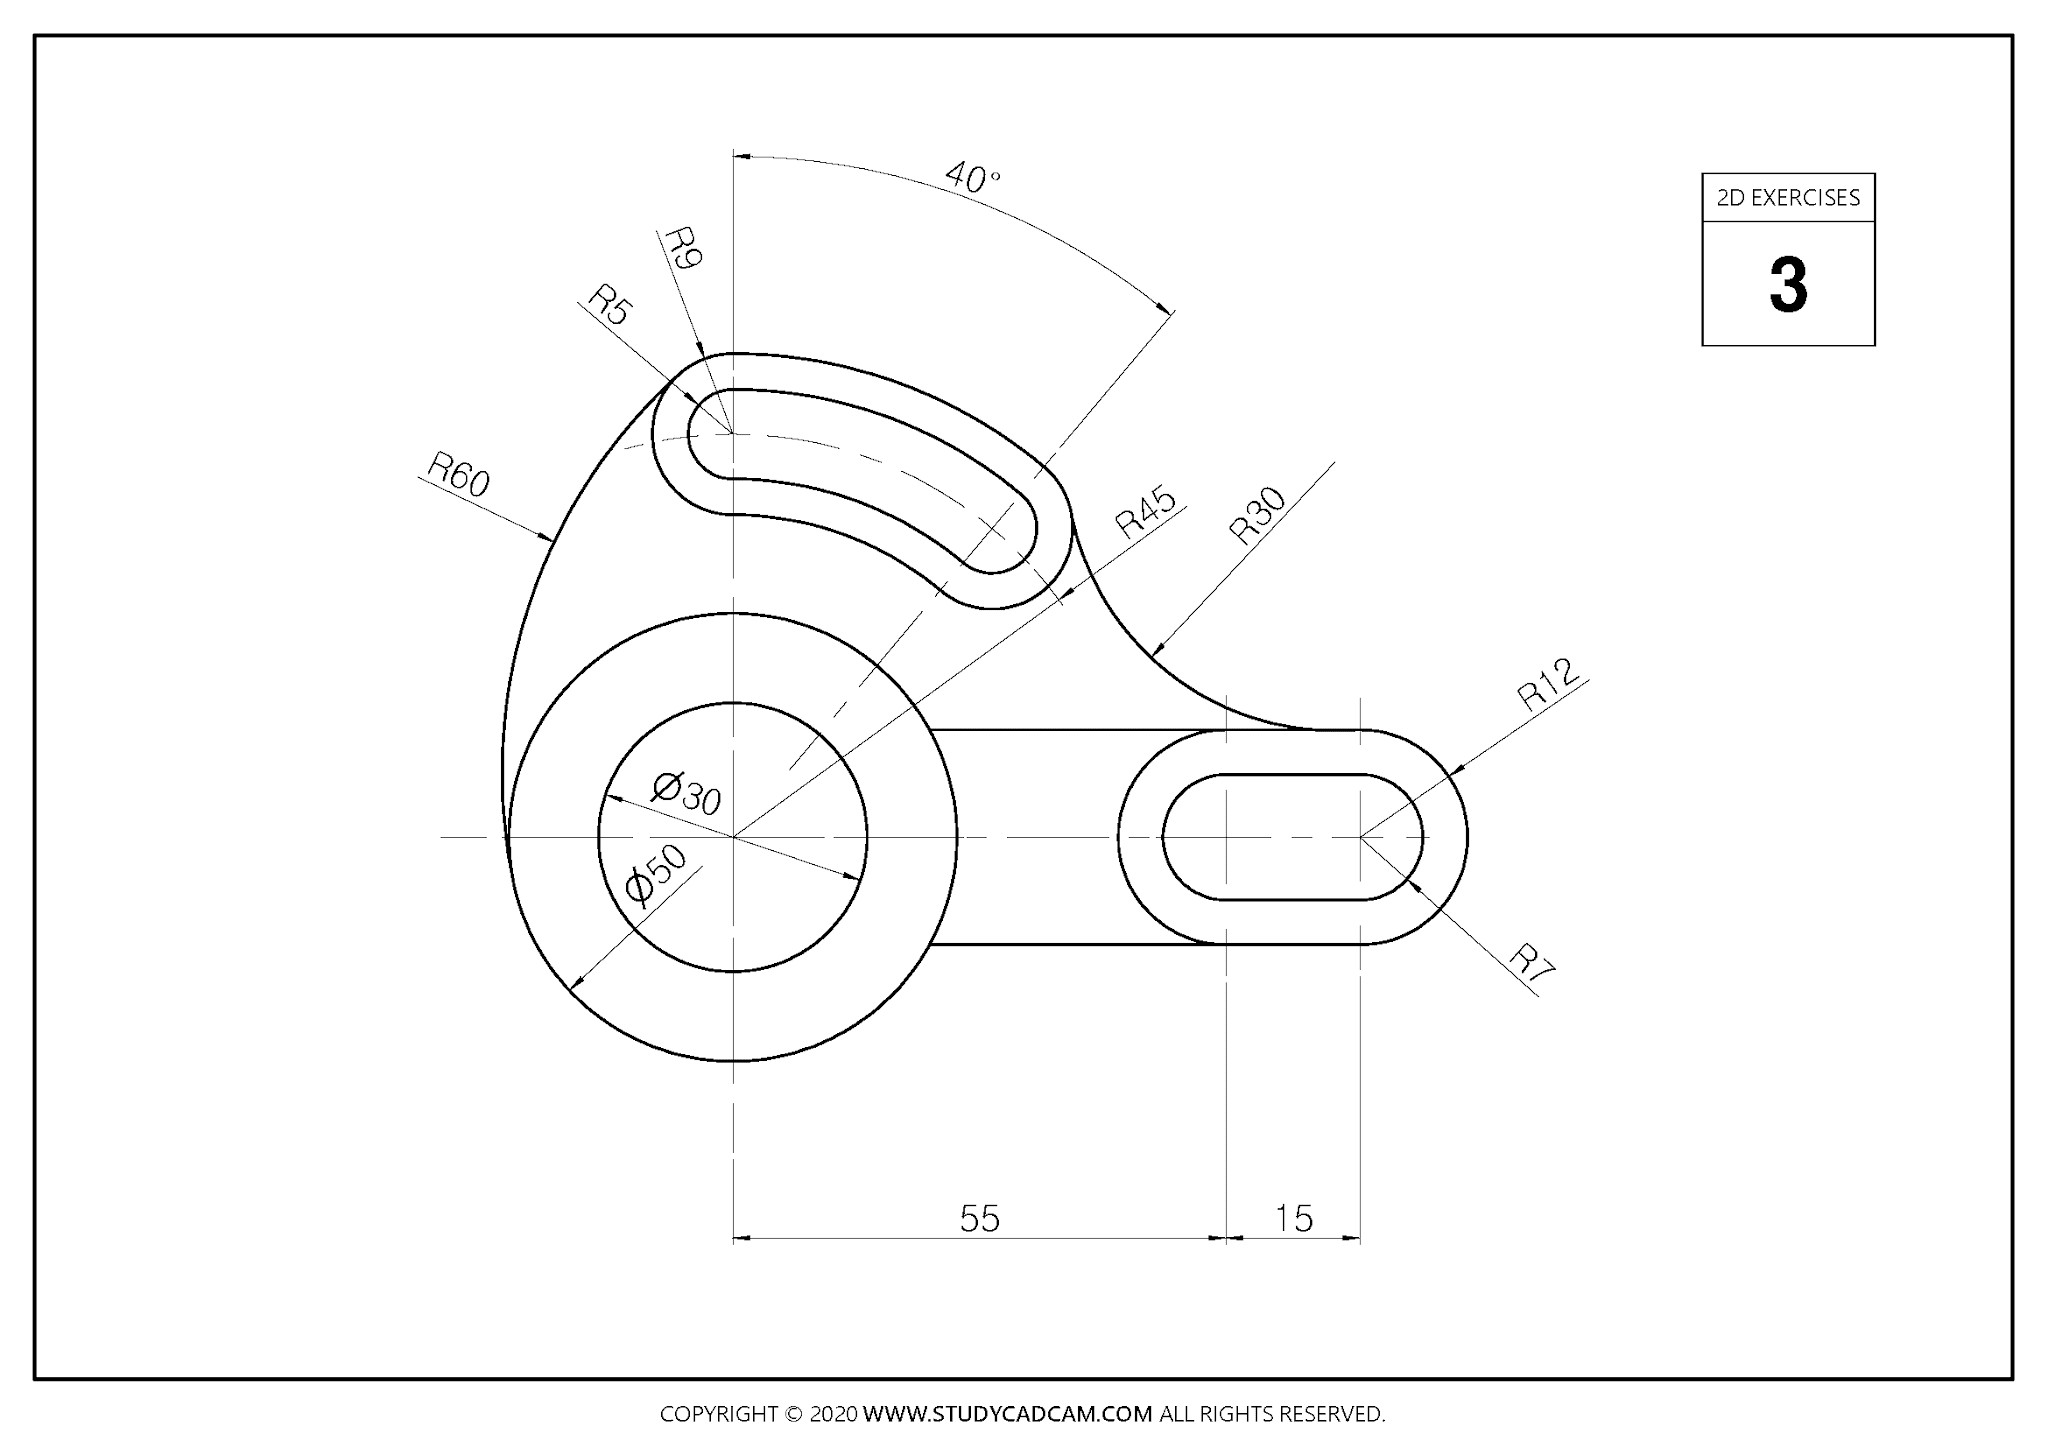 40°
2D EXERCISES
3
R9
R5
R60
R45
R30
R12
Ø30
Ø50
R7
55
15
COPYRIGHT © 2020 WWW.STUDYCADCAM.COM ALL RIGHTS RESERVED.